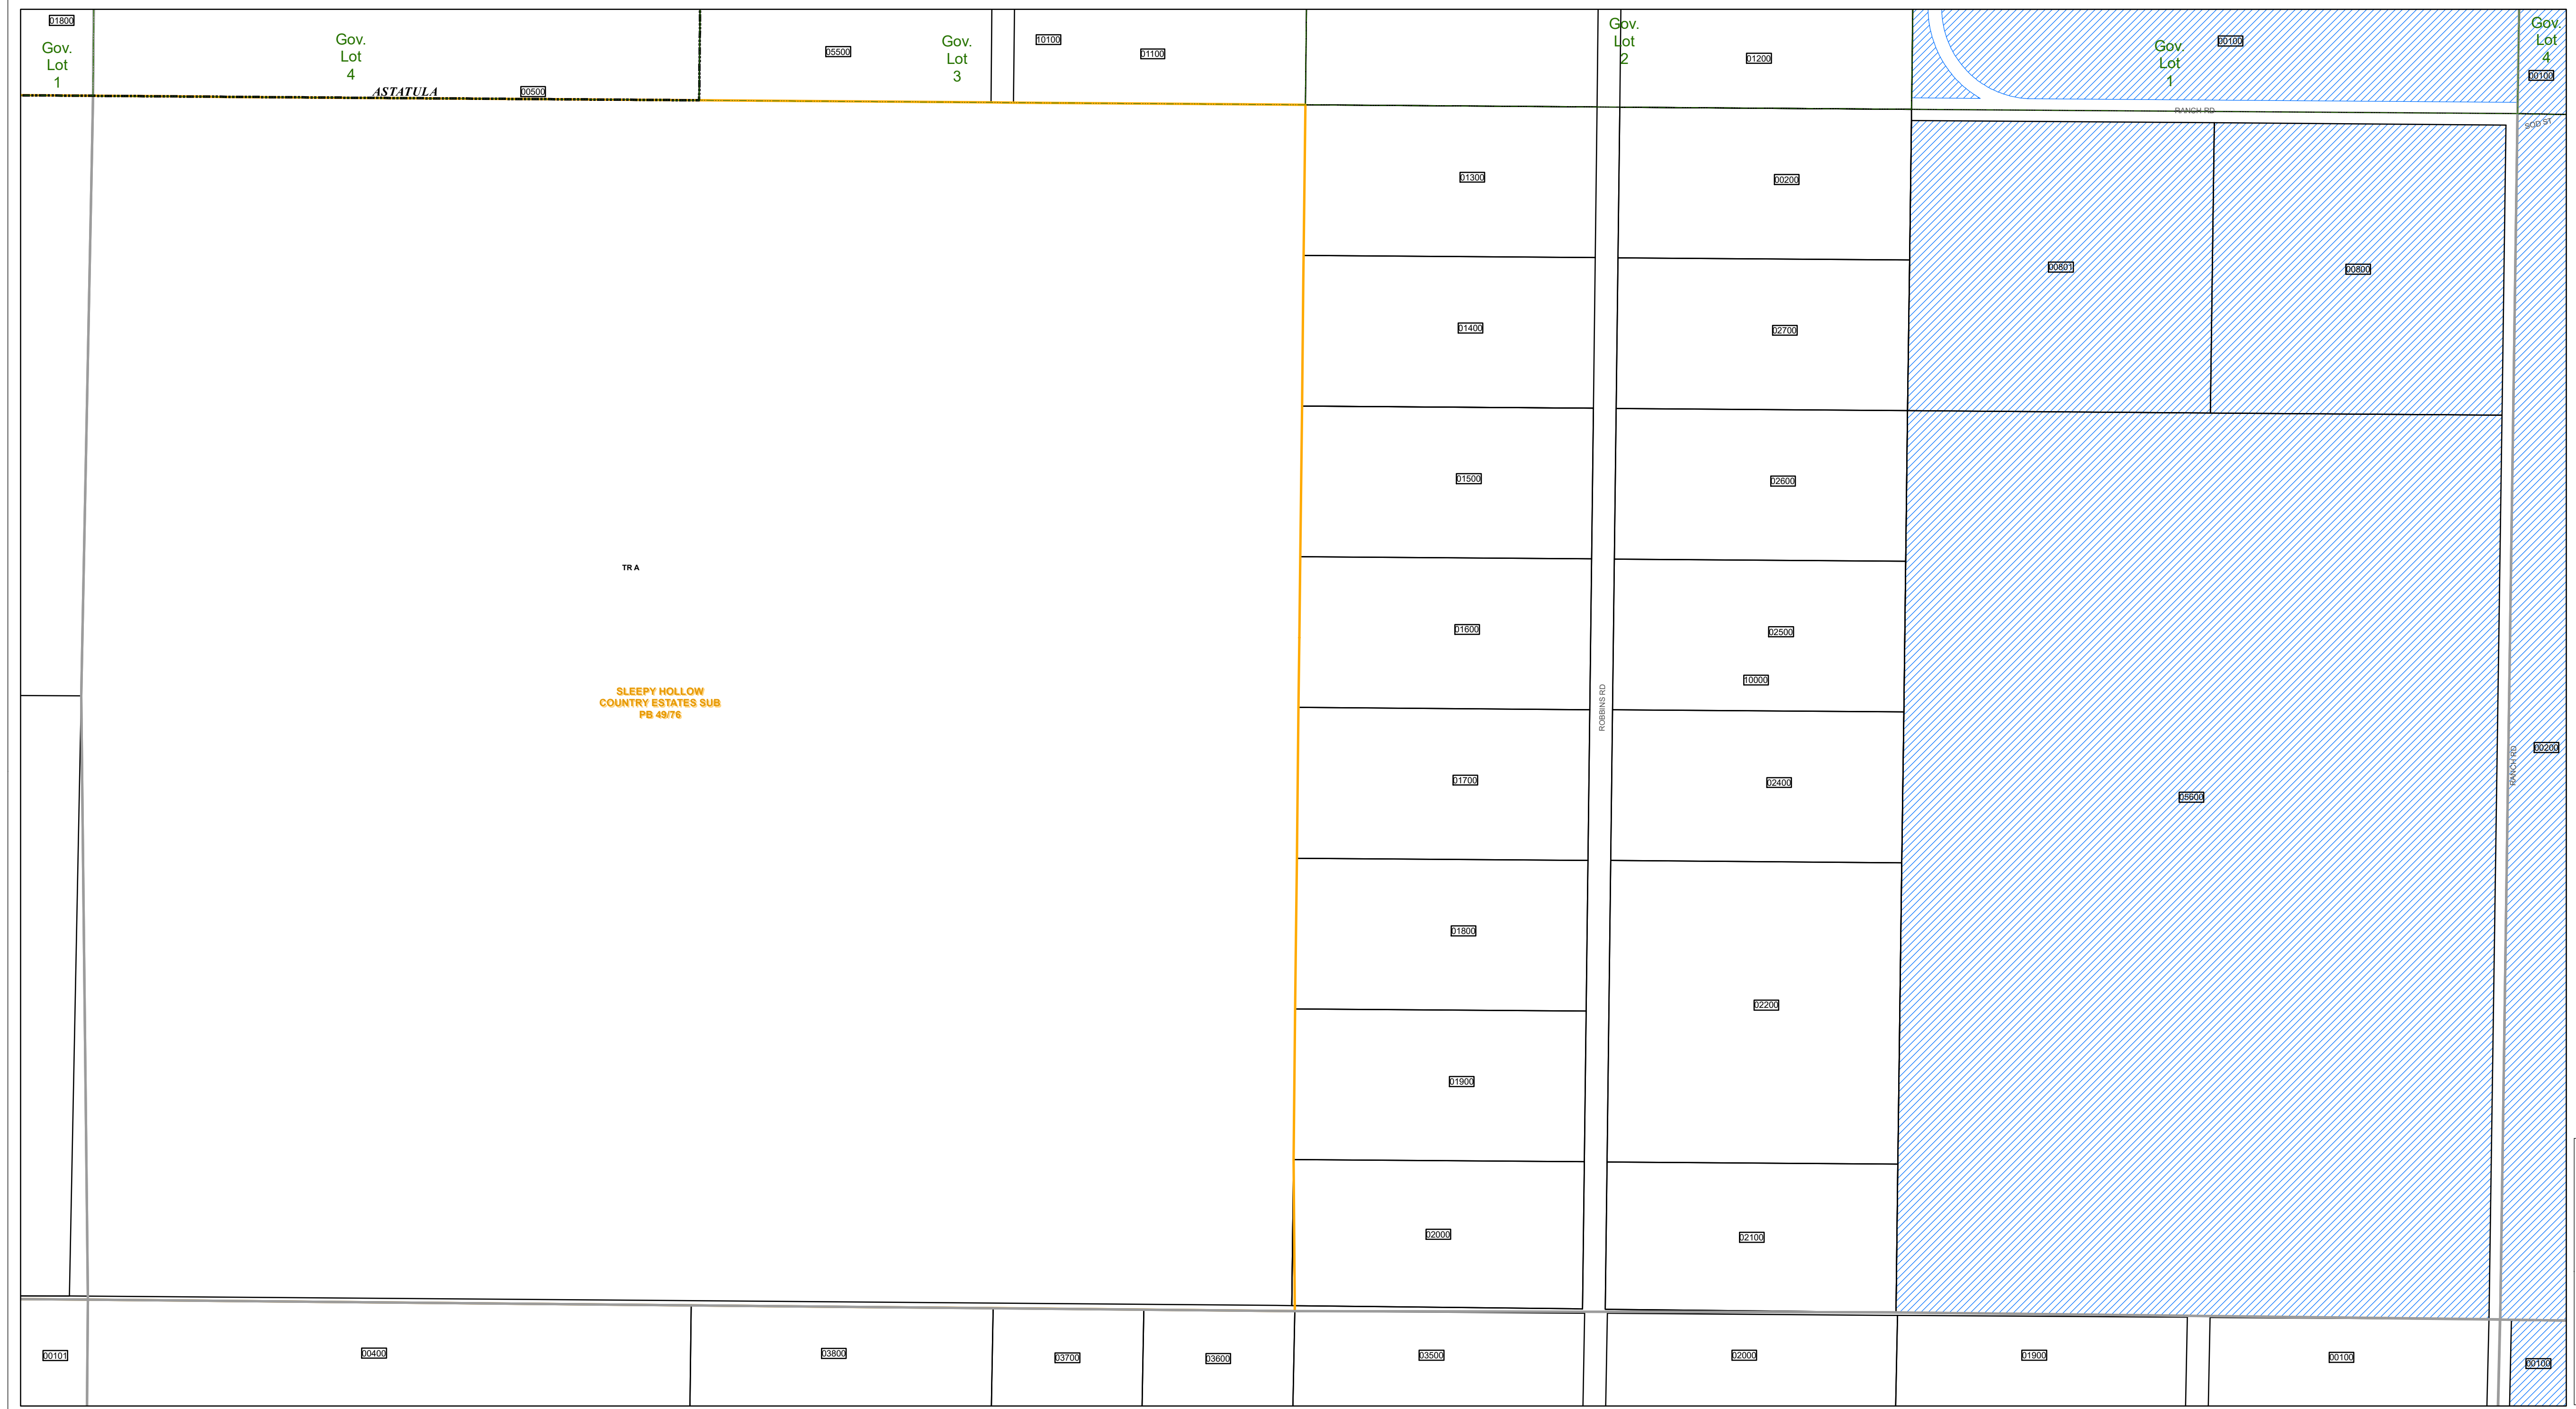 01800
Gov.
Lot
1
Gov.
Lot
4
ASTATULA
00500
05500
Gov.
Lot
3
10100
01100
Gov.
Lot
2
01200
Gov.
Lot
1
00100
Gov.
Lot
4
00100
RANCH RD
SOD ST
01300
00200
00801
00800
01400
02700
01500
02600
TR A
01600
02500
10000
SLEEPY HOLLOW
COUNTRY ESTATES SUB
PB 49/76
ROBBINS RD
RANCH RD
00200
01700
02400
05600
01800
02200
01900
02000
02100
00101
00400
03800
03700
03600
03500
02000
01900
00100
00100